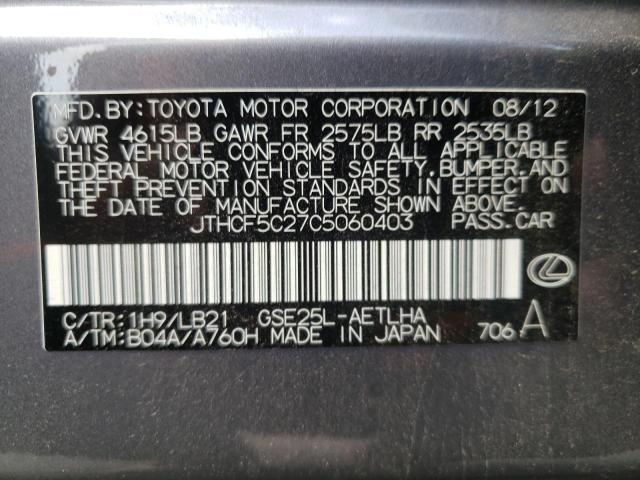 MFD.BY: TOYOTA MOTOR CORPORATION 08/12
GVWR 4615LB GAWR FR 2575LB RR 2535LB
THIS VEHICLE CONFORMS TO ALL APPLICABLE
FEDERAL MOTOR VEHICLE SAFETY.BUMPER.AND
THEFT PREVENTION STANDARDS IN EFFECT ON
THE DATE OF MANUFACTURE SHOWN ABOVE.
JTHCF5C27C5060403 PASS.CAR
C/TR:1H9/LB21 GSE25L-AETLHA
A/TM:B04A/A760H MADE IN JAPAN 706 A